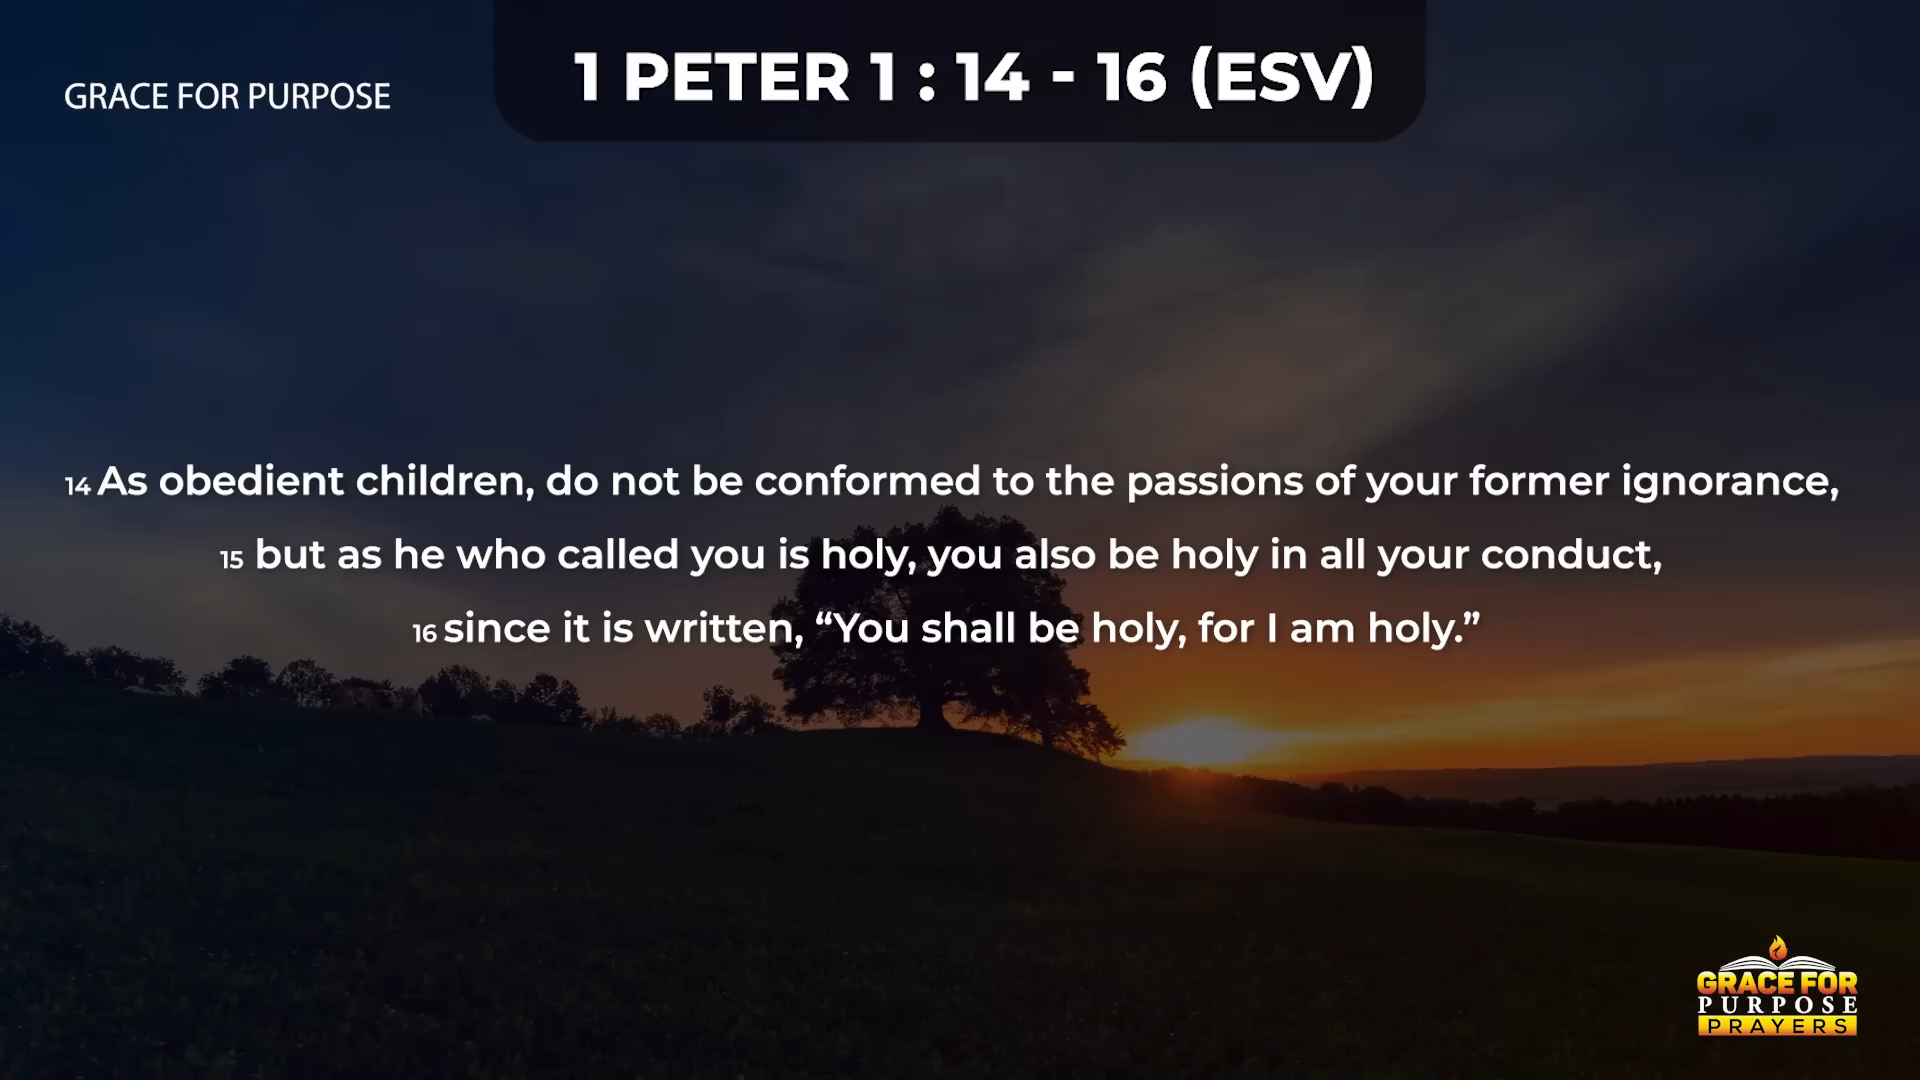 GRACE FOR PURPOSE
1 PETER 1 : 14 - 16 (ESV)
14 As obedient children, do not be conformed to the passions of your former ignorance,
15 but as he who called you is holy, you also be holy in all your conduct,
16 since it is written, “You shall be holy, for I am holy.”
GRACE FOR
PURPOSE
PRAYERS